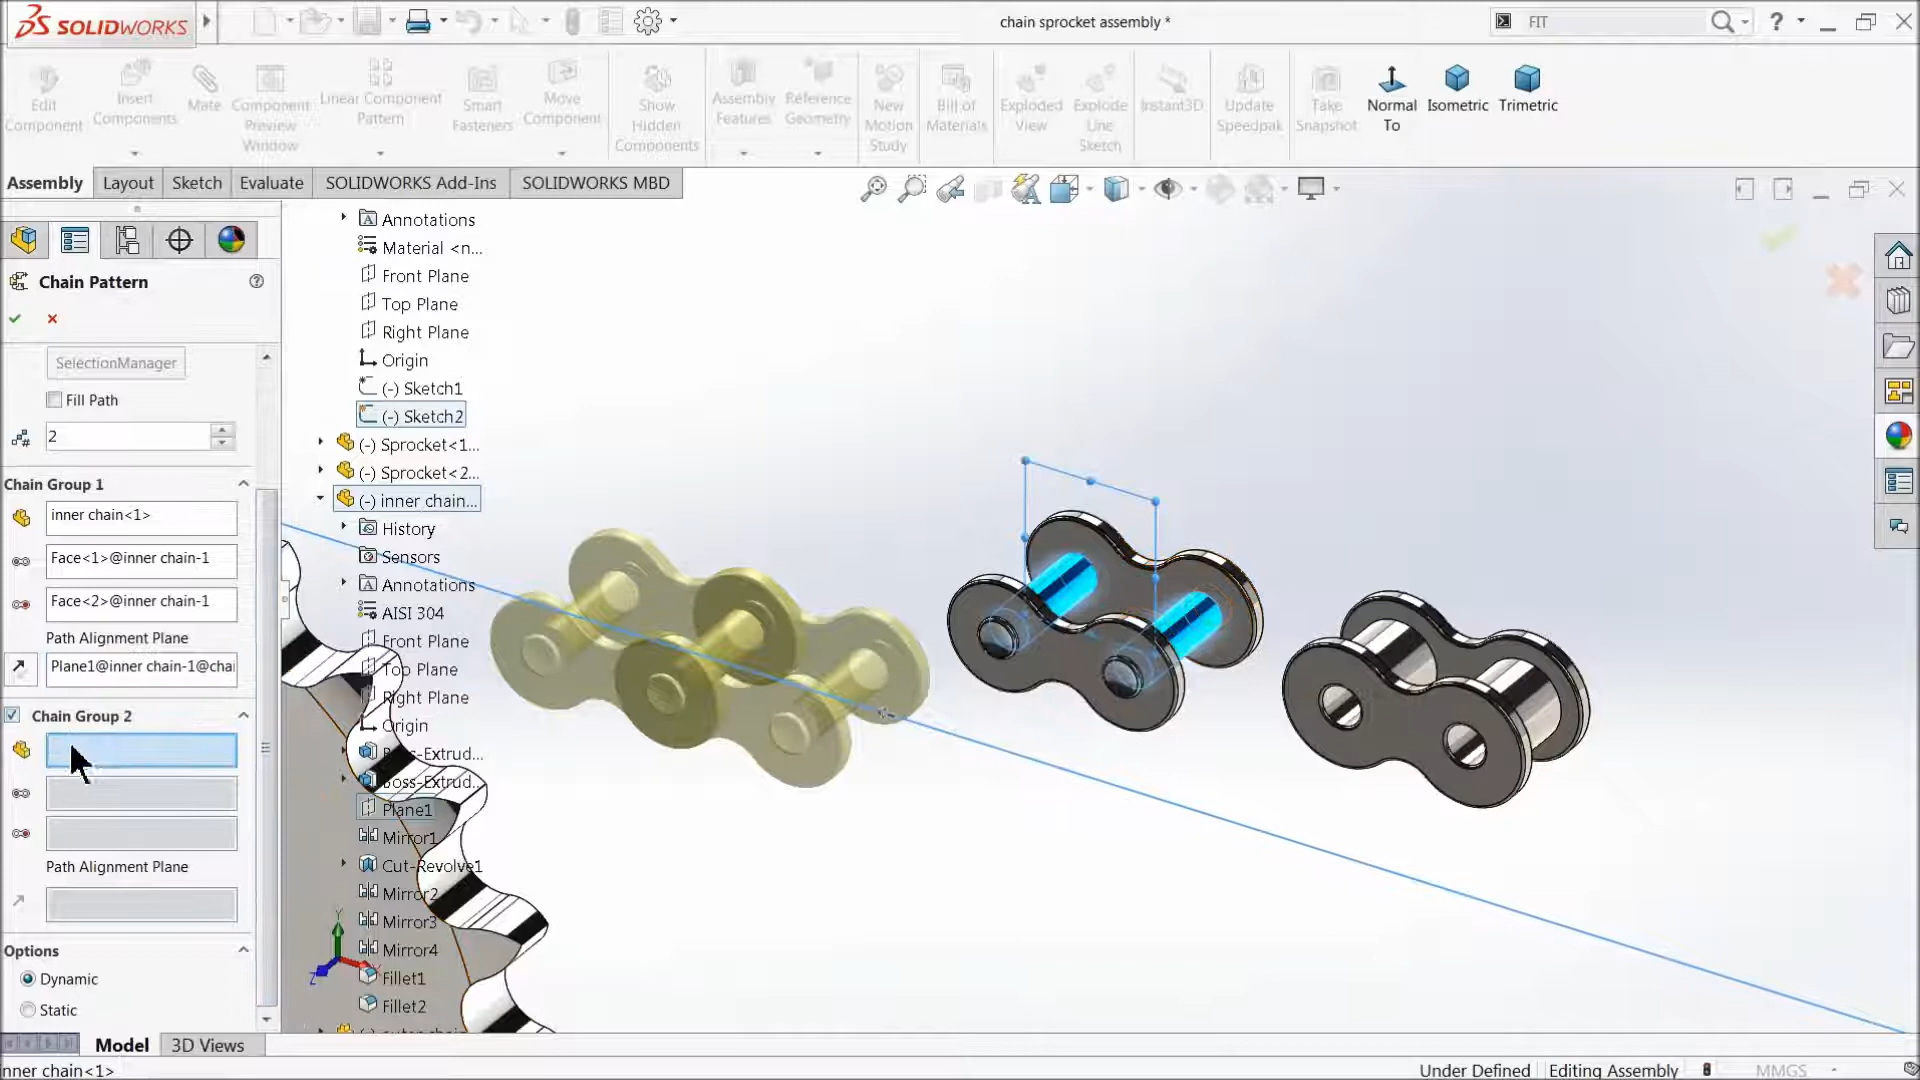 SOLIDWORKS
chain sprocket assembly *
FIT
?
Edit Component
Insert Components
Mate
Component Preview Window
Linear Component Pattern
Smart Fasteners
Move Component
Show Hidden Components
Assembly Features
Reference Geometry
New Motion Study
Bill of Materials
Exploded View
Explode Line Sketch
Instant3D
Update Speedpak
Take Snapshot
Normal To
Isometric
Trimetric
Assembly
Layout
Sketch
Evaluate
SOLIDWORKS Add-Ins
SOLIDWORKS MBD
Chain Pattern
SelectionManager
Fill Path
2
Chain Group 1
inner chain<1>
Face<1>@inner chain-1
Face<2>@inner chain-1
Path Alignment Plane
Plane1@inner chain-1@chai
Chain Group 2
Path Alignment Plane
Options
Dynamic
Static
Annotations
Material <n...
Front Plane
Top Plane
Right Plane
Origin
(-) Sketch1
(-) Sketch2
(-) Sprocket<1...
(-) Sprocket<2...
(-) inner chain...
History
Sensors
Annotations
AISI 304
Front Plane
Top Plane
Right Plane
Origin
Boss-Extrud...
Boss-Extrud...
Plane1
Mirror1
Cut-Revolve1
Mirror2
Mirror3
Mirror4
Fillet1
Fillet2
Y
Z
Model
3D Views
nner chain<1>
Under Defined
Editing Assembly
MMGS